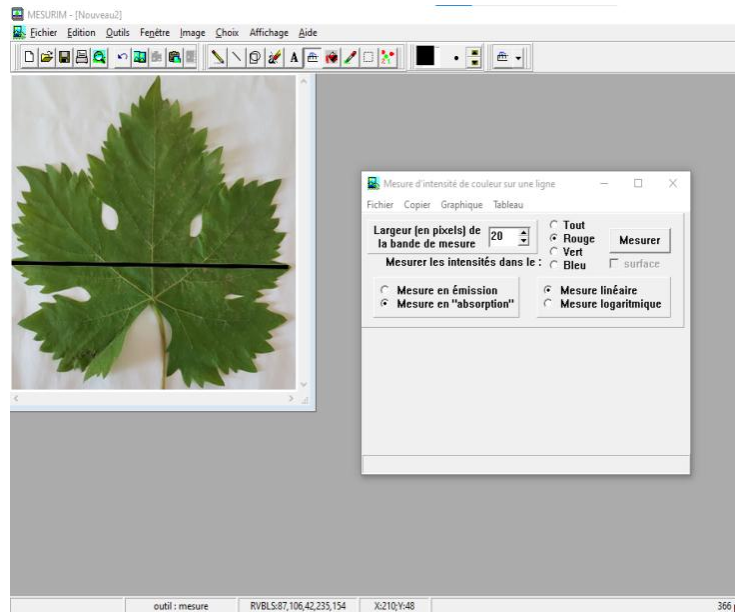 MESURIM - [Nouveau2]
Fichier Edition Outils Fenêtre Image Choix Affichage Aide
A
Mesure d'intensité de couleur sur une ligne
Fichier Copier Graphique Tableau
Largeur (en pixels) de la bande de mesure 20
Mesurer les intensités dans le :
Tout
Rouge
Vert
Bleu
Mesurer
surface
Mesure en émission
Mesure en "absorption"
Mesure linéaire
Mesure logaritmique
outil : mesure RVBLS:87,106,42,235,154 X:210;Y:48 366